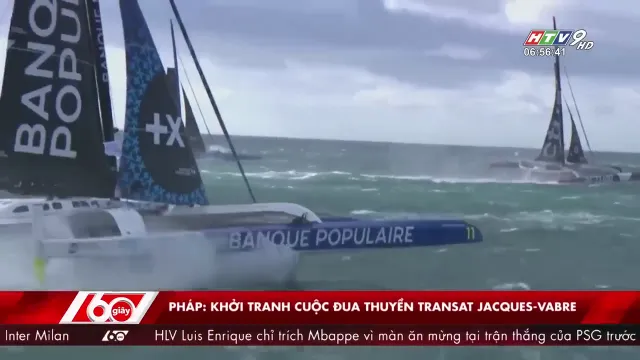 HTV9 HD
06:56:41
BANQUE
POPULAIRE
+X
BANQUE POPULAIRE
11
60 giây
PHÁP: KHỞI TRANH CUỘC ĐUA THUYỀN TRANSAT JACQUES-VABRE
Inter Milan 60 giây HLV Luis Enrique chỉ trích Mbappe vì màn ăn mừng tại trận thắng của PSG trước